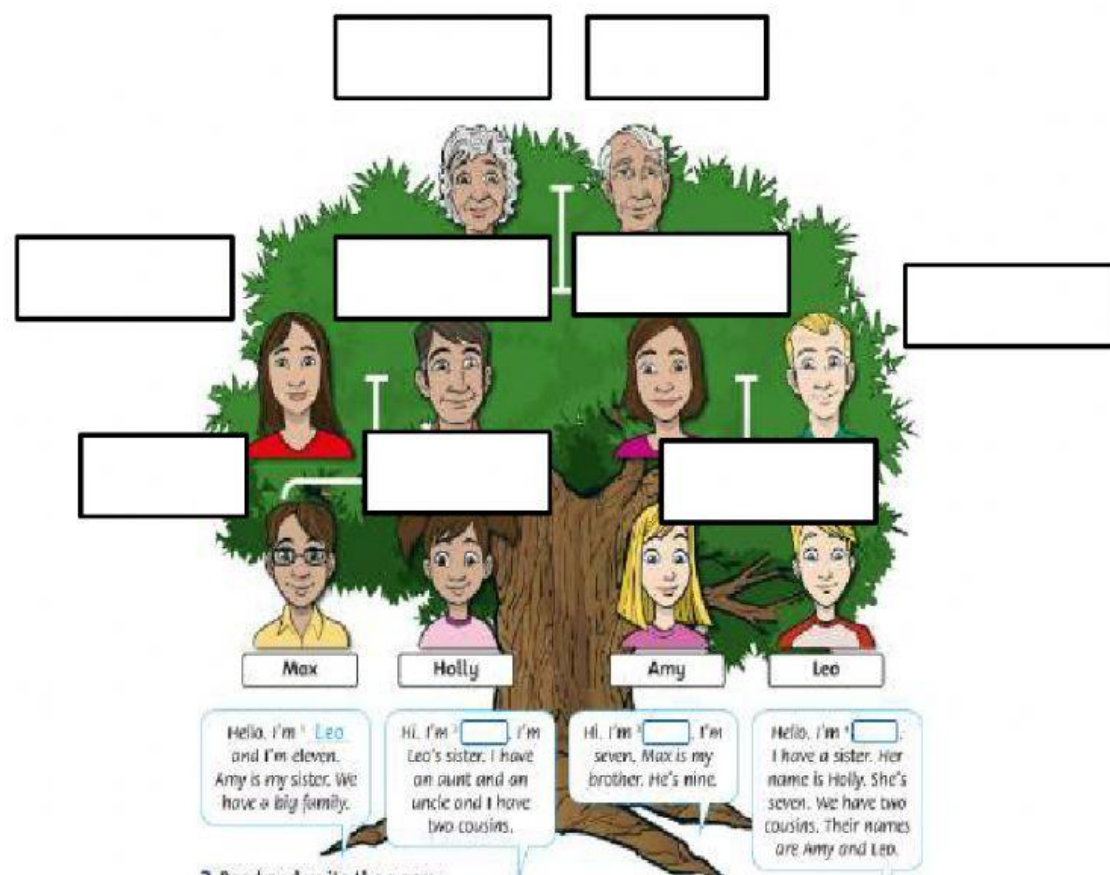 Max
Holly
Amy
Leo
Hello. I'm 1 Leo
and I'm eleven.
Amy is my sister. We
have a big family.
Hi. I'm 2 . I'm
Leo's sister. I have
an aunt and an
uncle and I have
two cousins.
Hi. I'm 3 . I'm
seven. Max is my
brother. He's nine.
Hello. I'm 4 .
I have a sister. Her
name is Holly. She's
seven. We have two
cousins. Their names
are Amy and Leo.